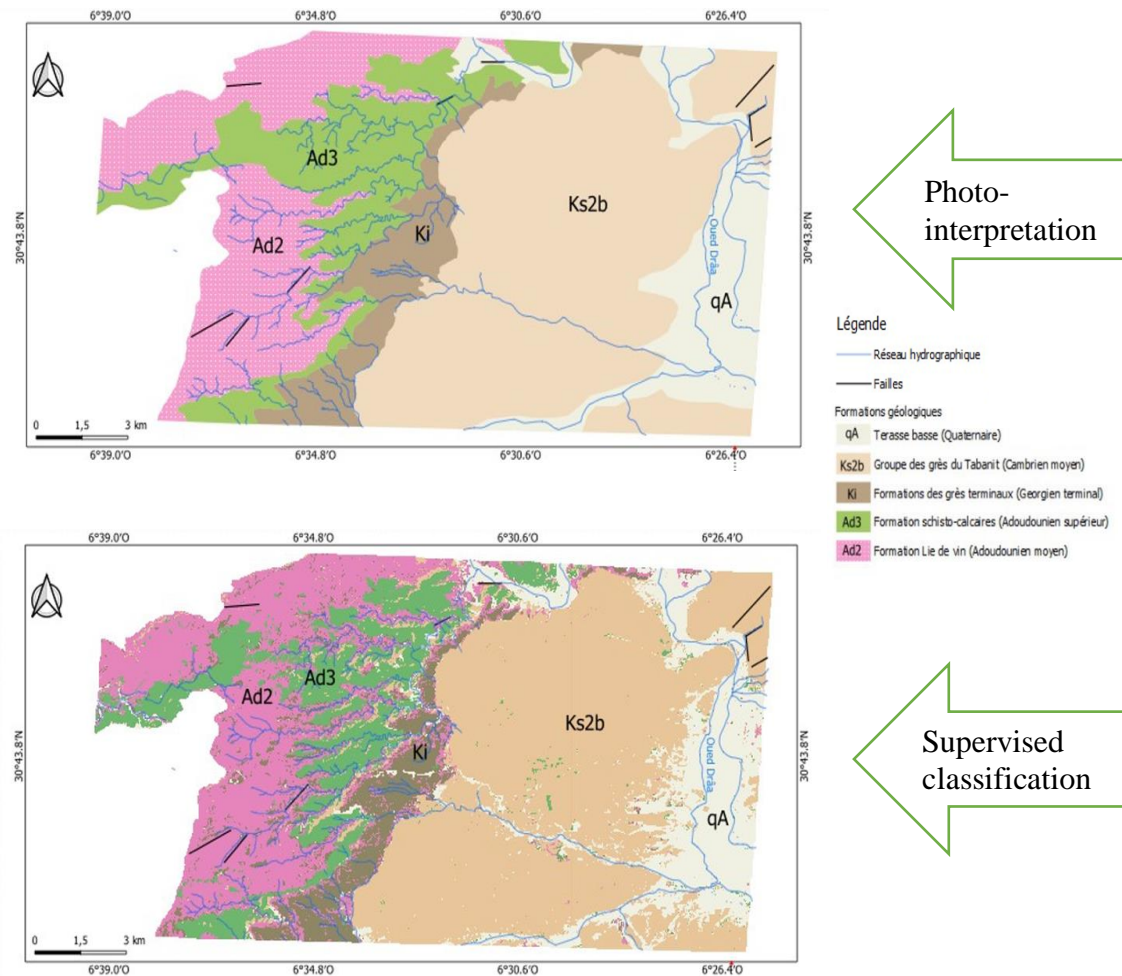 6°39.0'O 6°34.8'O 6°30.6'O 6°26.4'O
Ad3
Ks2b
Ad2
Ki
30°43.8'N
30°43.8'N
Oued Drâa
qA
0 1,5 3 km
6°39.0'O 6°34.8'O 6°30.6'O 6°26.4'O
Photo-
interpretation
Légende
Réseau hydrographique
Failles
Formations géologiques
qA Terasse basse (Quaternaire)
Ks2b Groupe des grès du Tabanit (Cambrien moyen)
Ki Formations des grès terminaux (Georgien terminal)
Ad3 Formation schisto-calcaires (Adoudounien supérieur)
Ad2 Formation Lie de vin (Adoudounien moyen)
6°39.0'O 6°34.8'O 6°30.6'O 6°26.4'O
Ad3
Ad2
Ks2b
Ki
30°43.8'N
30°43.8'N
Oued Drâa
qA
0 1,5 3 km
6°39.0'O 6°34.8'O 6°30.6'O 6°26.4'O
Supervised
classification